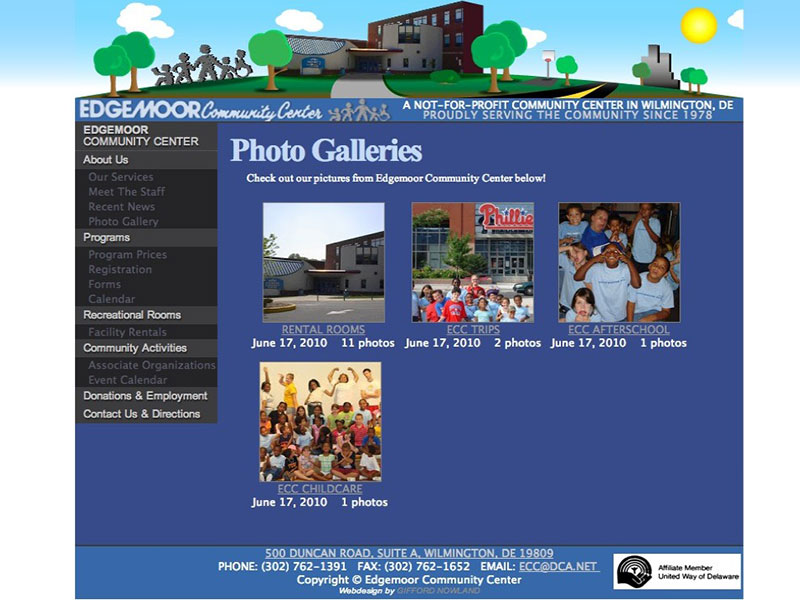 EDGEMOOR Community Center
A NOT-FOR-PROFIT COMMUNITY CENTER IN WILMINGTON, DE
PROUDLY SERVING THE COMMUNITY SINCE 1978
EDGEMOOR
COMMUNITY CENTER
About Us
Our Services
Meet The Staff
Recent News
Photo Gallery
Programs
Program Prices
Registration
Forms
Calendar
Recreational Rooms
Facility Rentals
Community Activities
Associate Organizations
Event Calendar
Donations & Employment
Contact Us & Directions
Photo Galleries
Check out our pictures from Edgemoor Community Center below!
Phillie
RENTAL ROOMS
June 17, 2010 11 photos
ECC TRIPS
June 17, 2010 2 photos
ECC AFTERSCHOOL
June 17, 2010 1 photos
ECC CHILDCARE
June 17, 2010 1 photos
500 DUNCAN ROAD, SUITE A, WILMINGTON, DE 19809
PHONE: (302) 762-1391 FAX: (302) 762-1652 EMAIL: ECC@DCA.NET
Copyright © Edgemoor Community Center
Webdesign by GIFFORD NOWLAND
Affiliate Member
United Way of Delaware